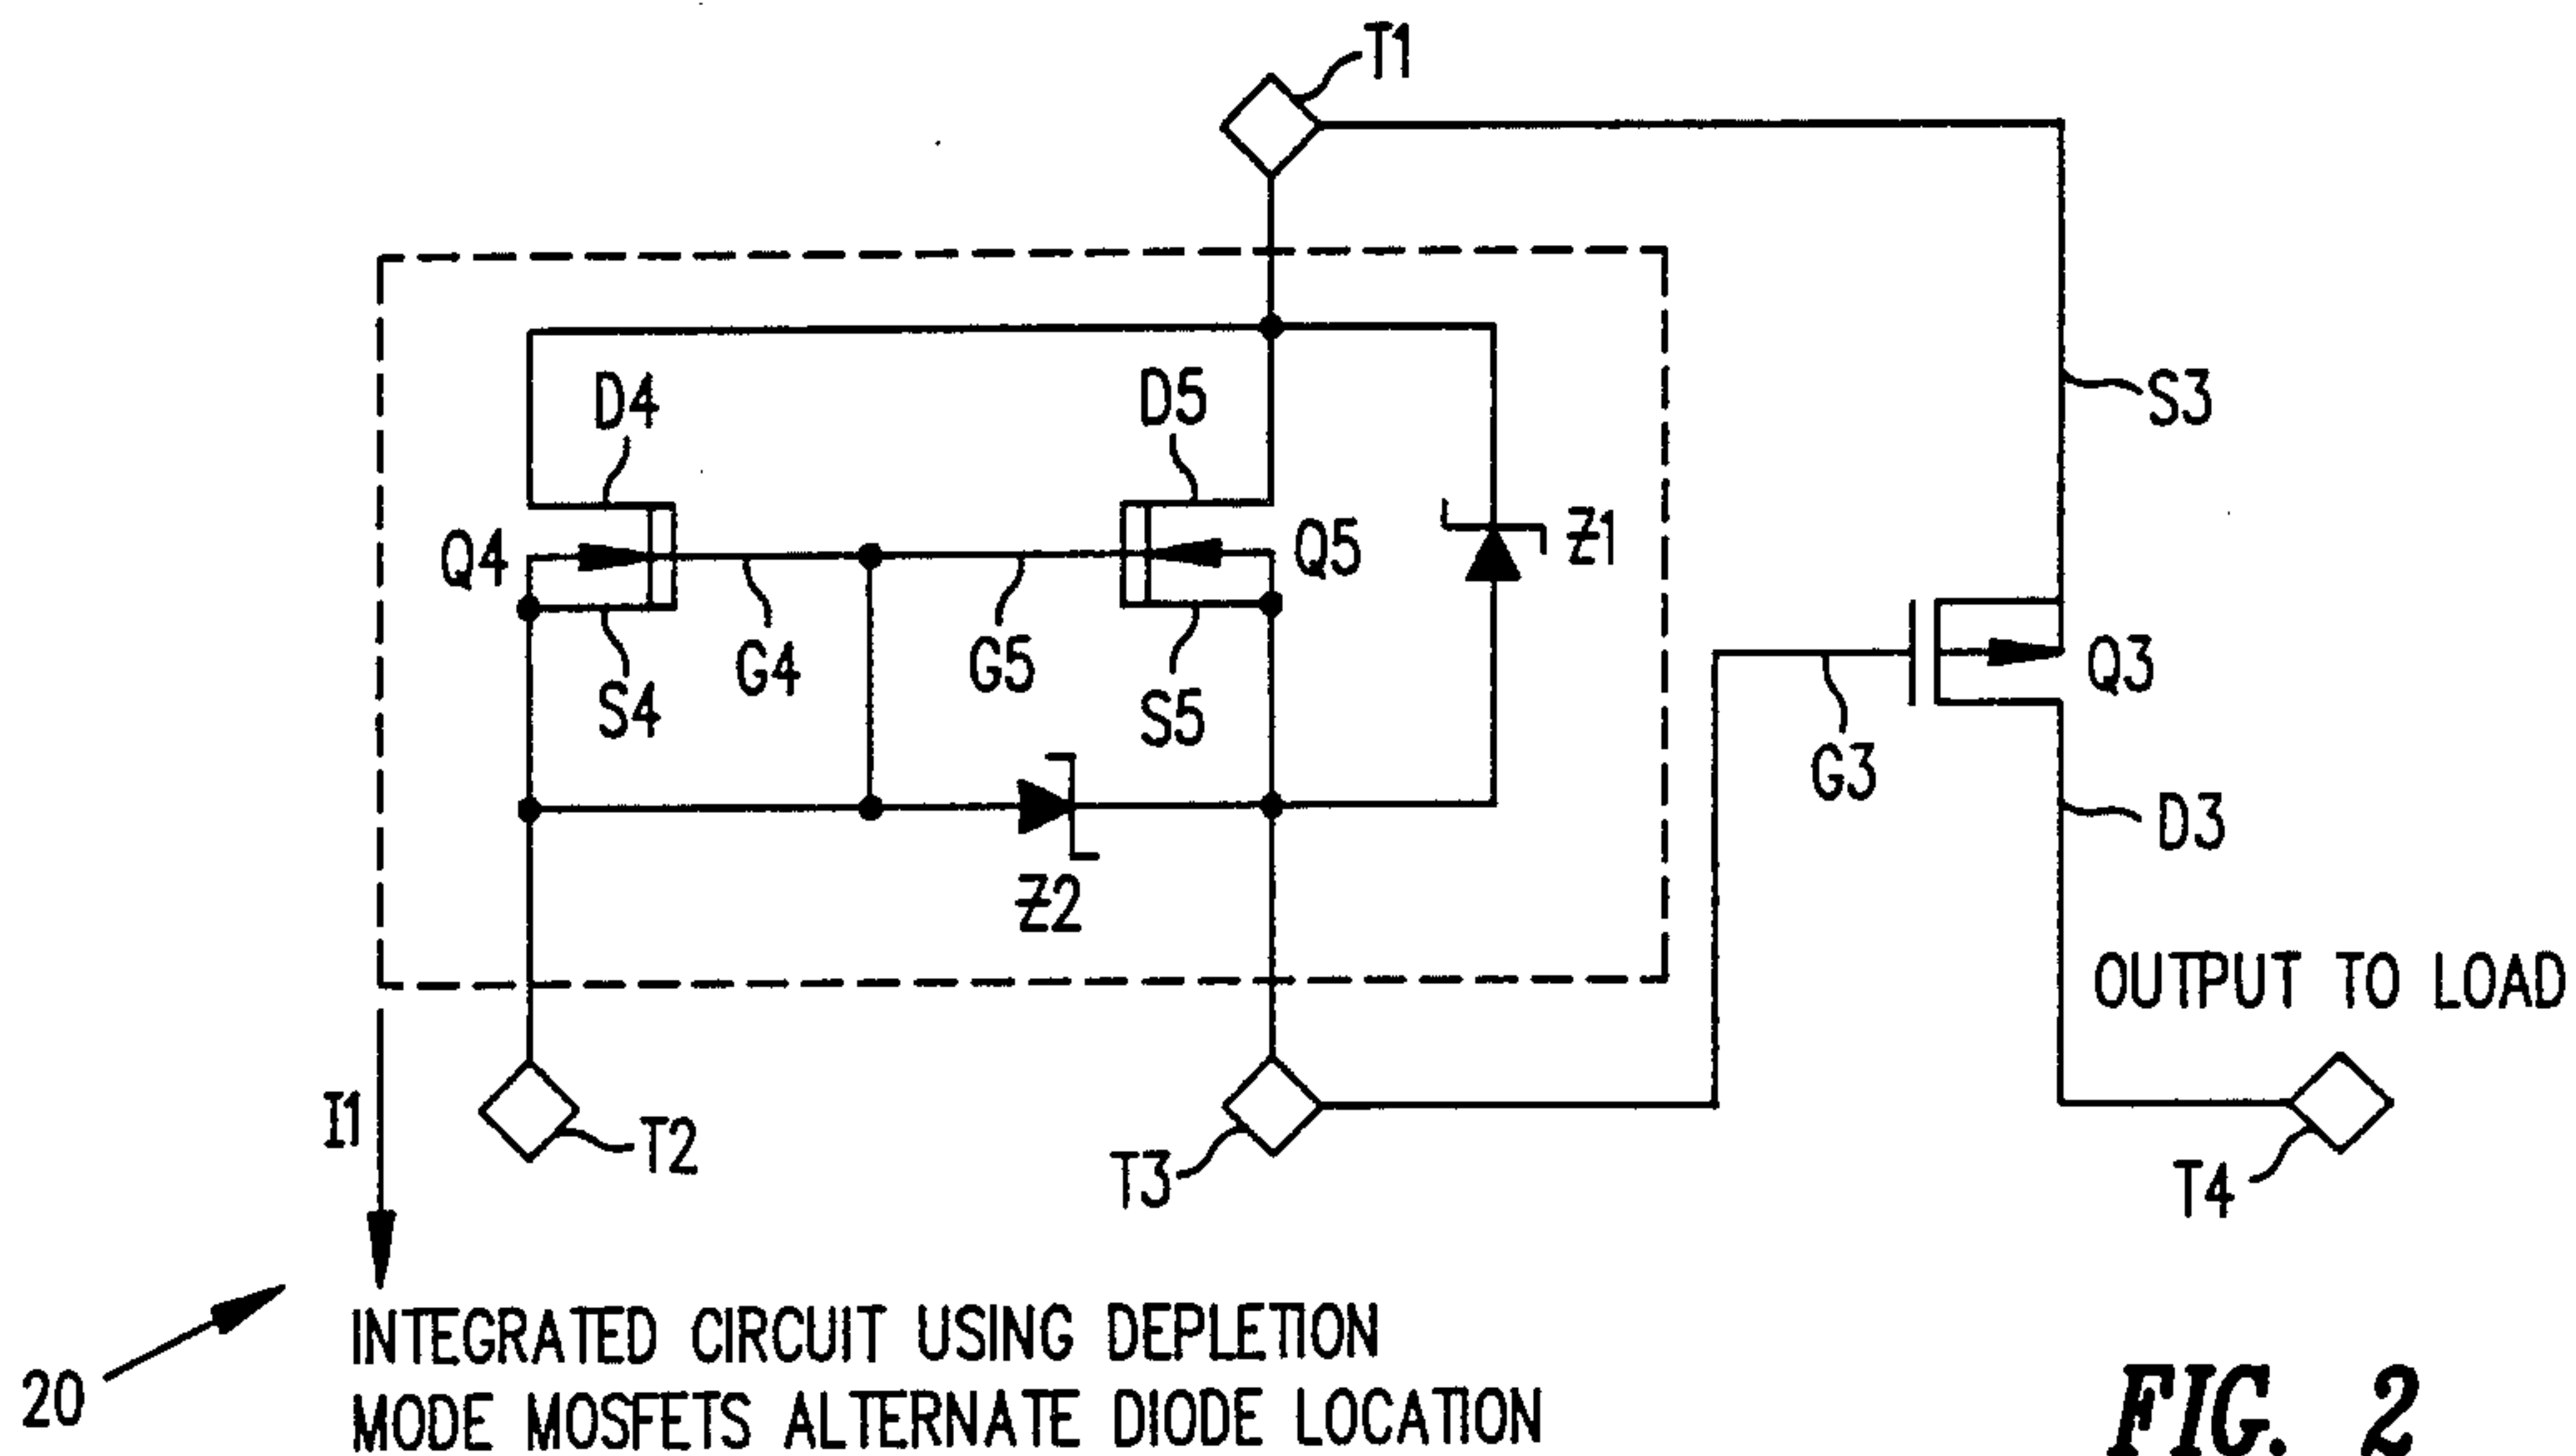 T1
D4
D5
S3
Q4
Q5
Z1
G4
G5
S4
S5
Q3
G3
D3
Z2
OUTPUT TO LOAD
I1
T2
T3
T4
20
INTEGRATED CIRCUIT USING DEPLETION
MODE MOSFETS ALTERNATE DIODE LOCATION
FIG. 2